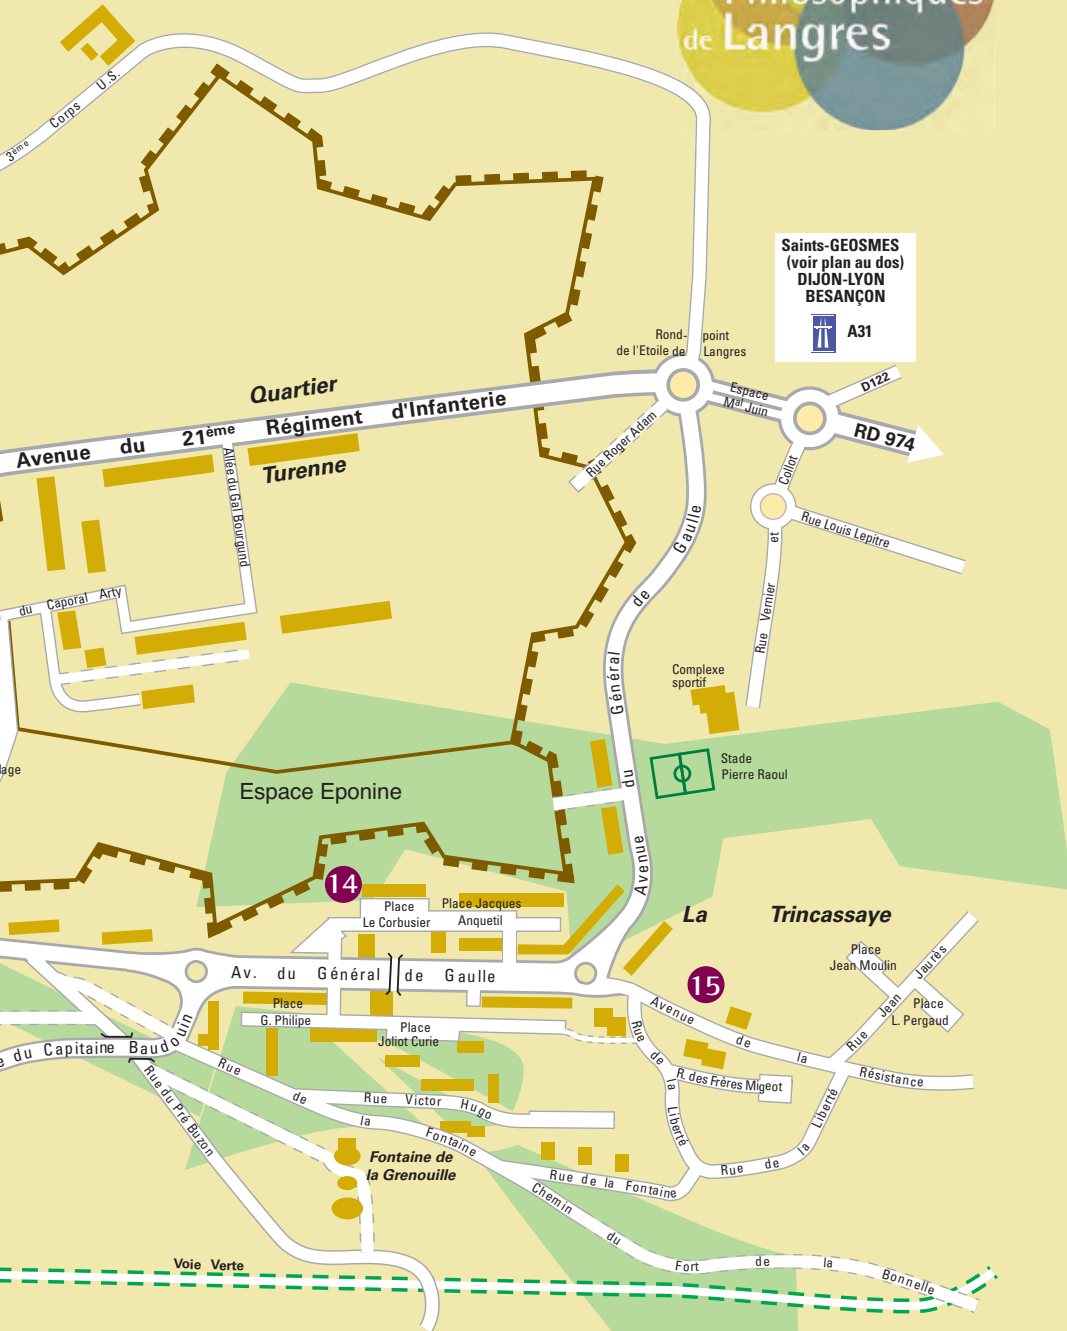 Philosophiques
de Langres
3ème Corps U.S.
Saints-GEOSMES
(voir plan au dos)
DIJON-LYON
BESANÇON
A31
Rond-point
de l'Etoile de Langres
Quartier
Turenne
Avenue du 21ème Régiment d'Infanterie
Espace
Mal Juin
D122
RD 974
Rue Roger Adam
Allée du Gal Bourgund
Rue Vernier et Collot
Rue Louis Lepitre
du Caporal Arty
Avenue du Général de Gaulle
Complexe
sportif
Stade
Pierre Raoul
lage
Espace Eponine
14
Place
Le Corbusier
Place Jacques
Anquetil
La Trincassaye
Av. du Général de Gaulle
15
Place
Jean Moulin
Rue Jean Jaurès
Place
L. Pergaud
Place
G. Philipe
Place
Joliot Curie
Avenue de la Résistance
e du Capitaine Baudouin
Rue de la Liberté
R. des Frères Migeot
Rue de la Liberté
Rue du Pré Buzon
Rue de la Fontaine
Rue Victor Hugo
Fontaine de
la Grenouille
Rue de la Fontaine
Chemin du Fort de la Bonnelle
Voie Verte